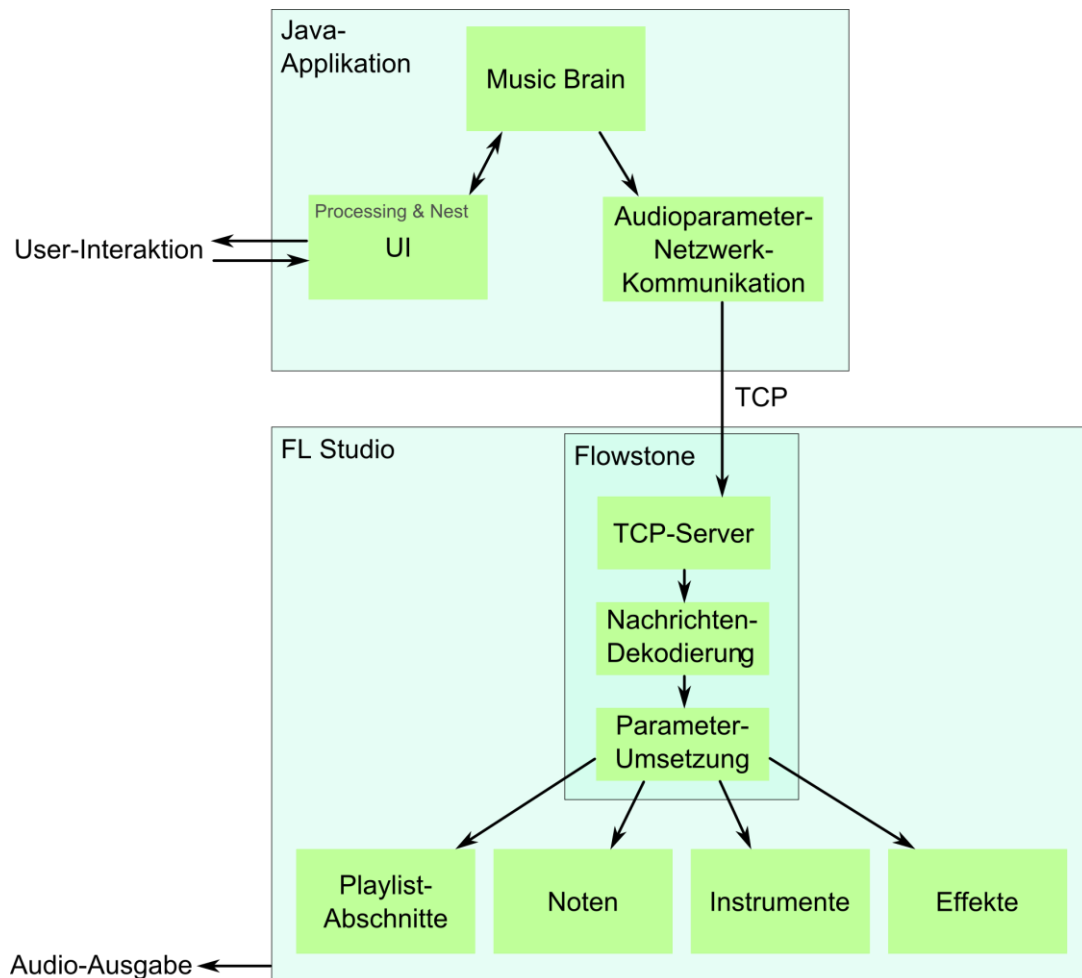 Java-
Applikation
Music Brain
Processing & Nest
UI
User-Interaktion
Audioparameter-
Netzwerk-
Kommunikation
TCP
FL Studio
Flowstone
TCP-Server
Nachrichten-
Dekodierung
Parameter-
Umsetzung
Playlist-
Abschnitte
Noten
Instrumente
Effekte
Audio-Ausgabe